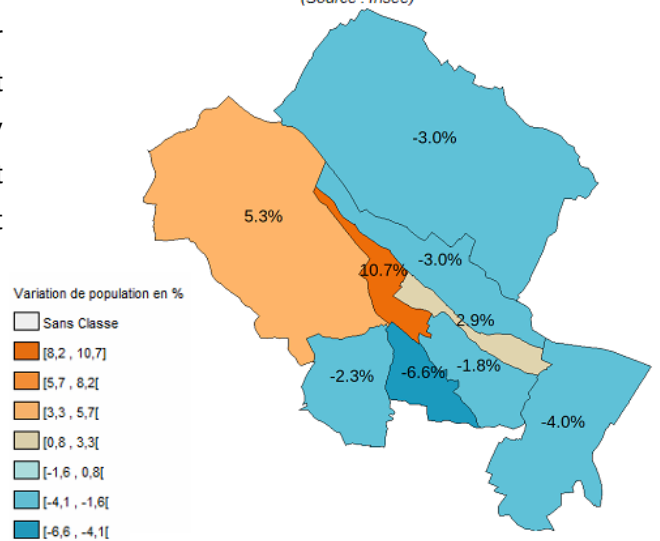 (Source : Insee)
-3.0%
5.3%
10.7%
-3.0%
2.9%
-2.3%
-6.6%
-1.8%
-4.0%
Variation de population en %
Sans Classe
[8,2 , 10,7]
[5,7 , 8,2[
[3,3 , 5,7[
[0,8 , 3,3[
[-1,6 , 0,8[
[-4,1 , -1,6[
[-6,6 , -4,1[